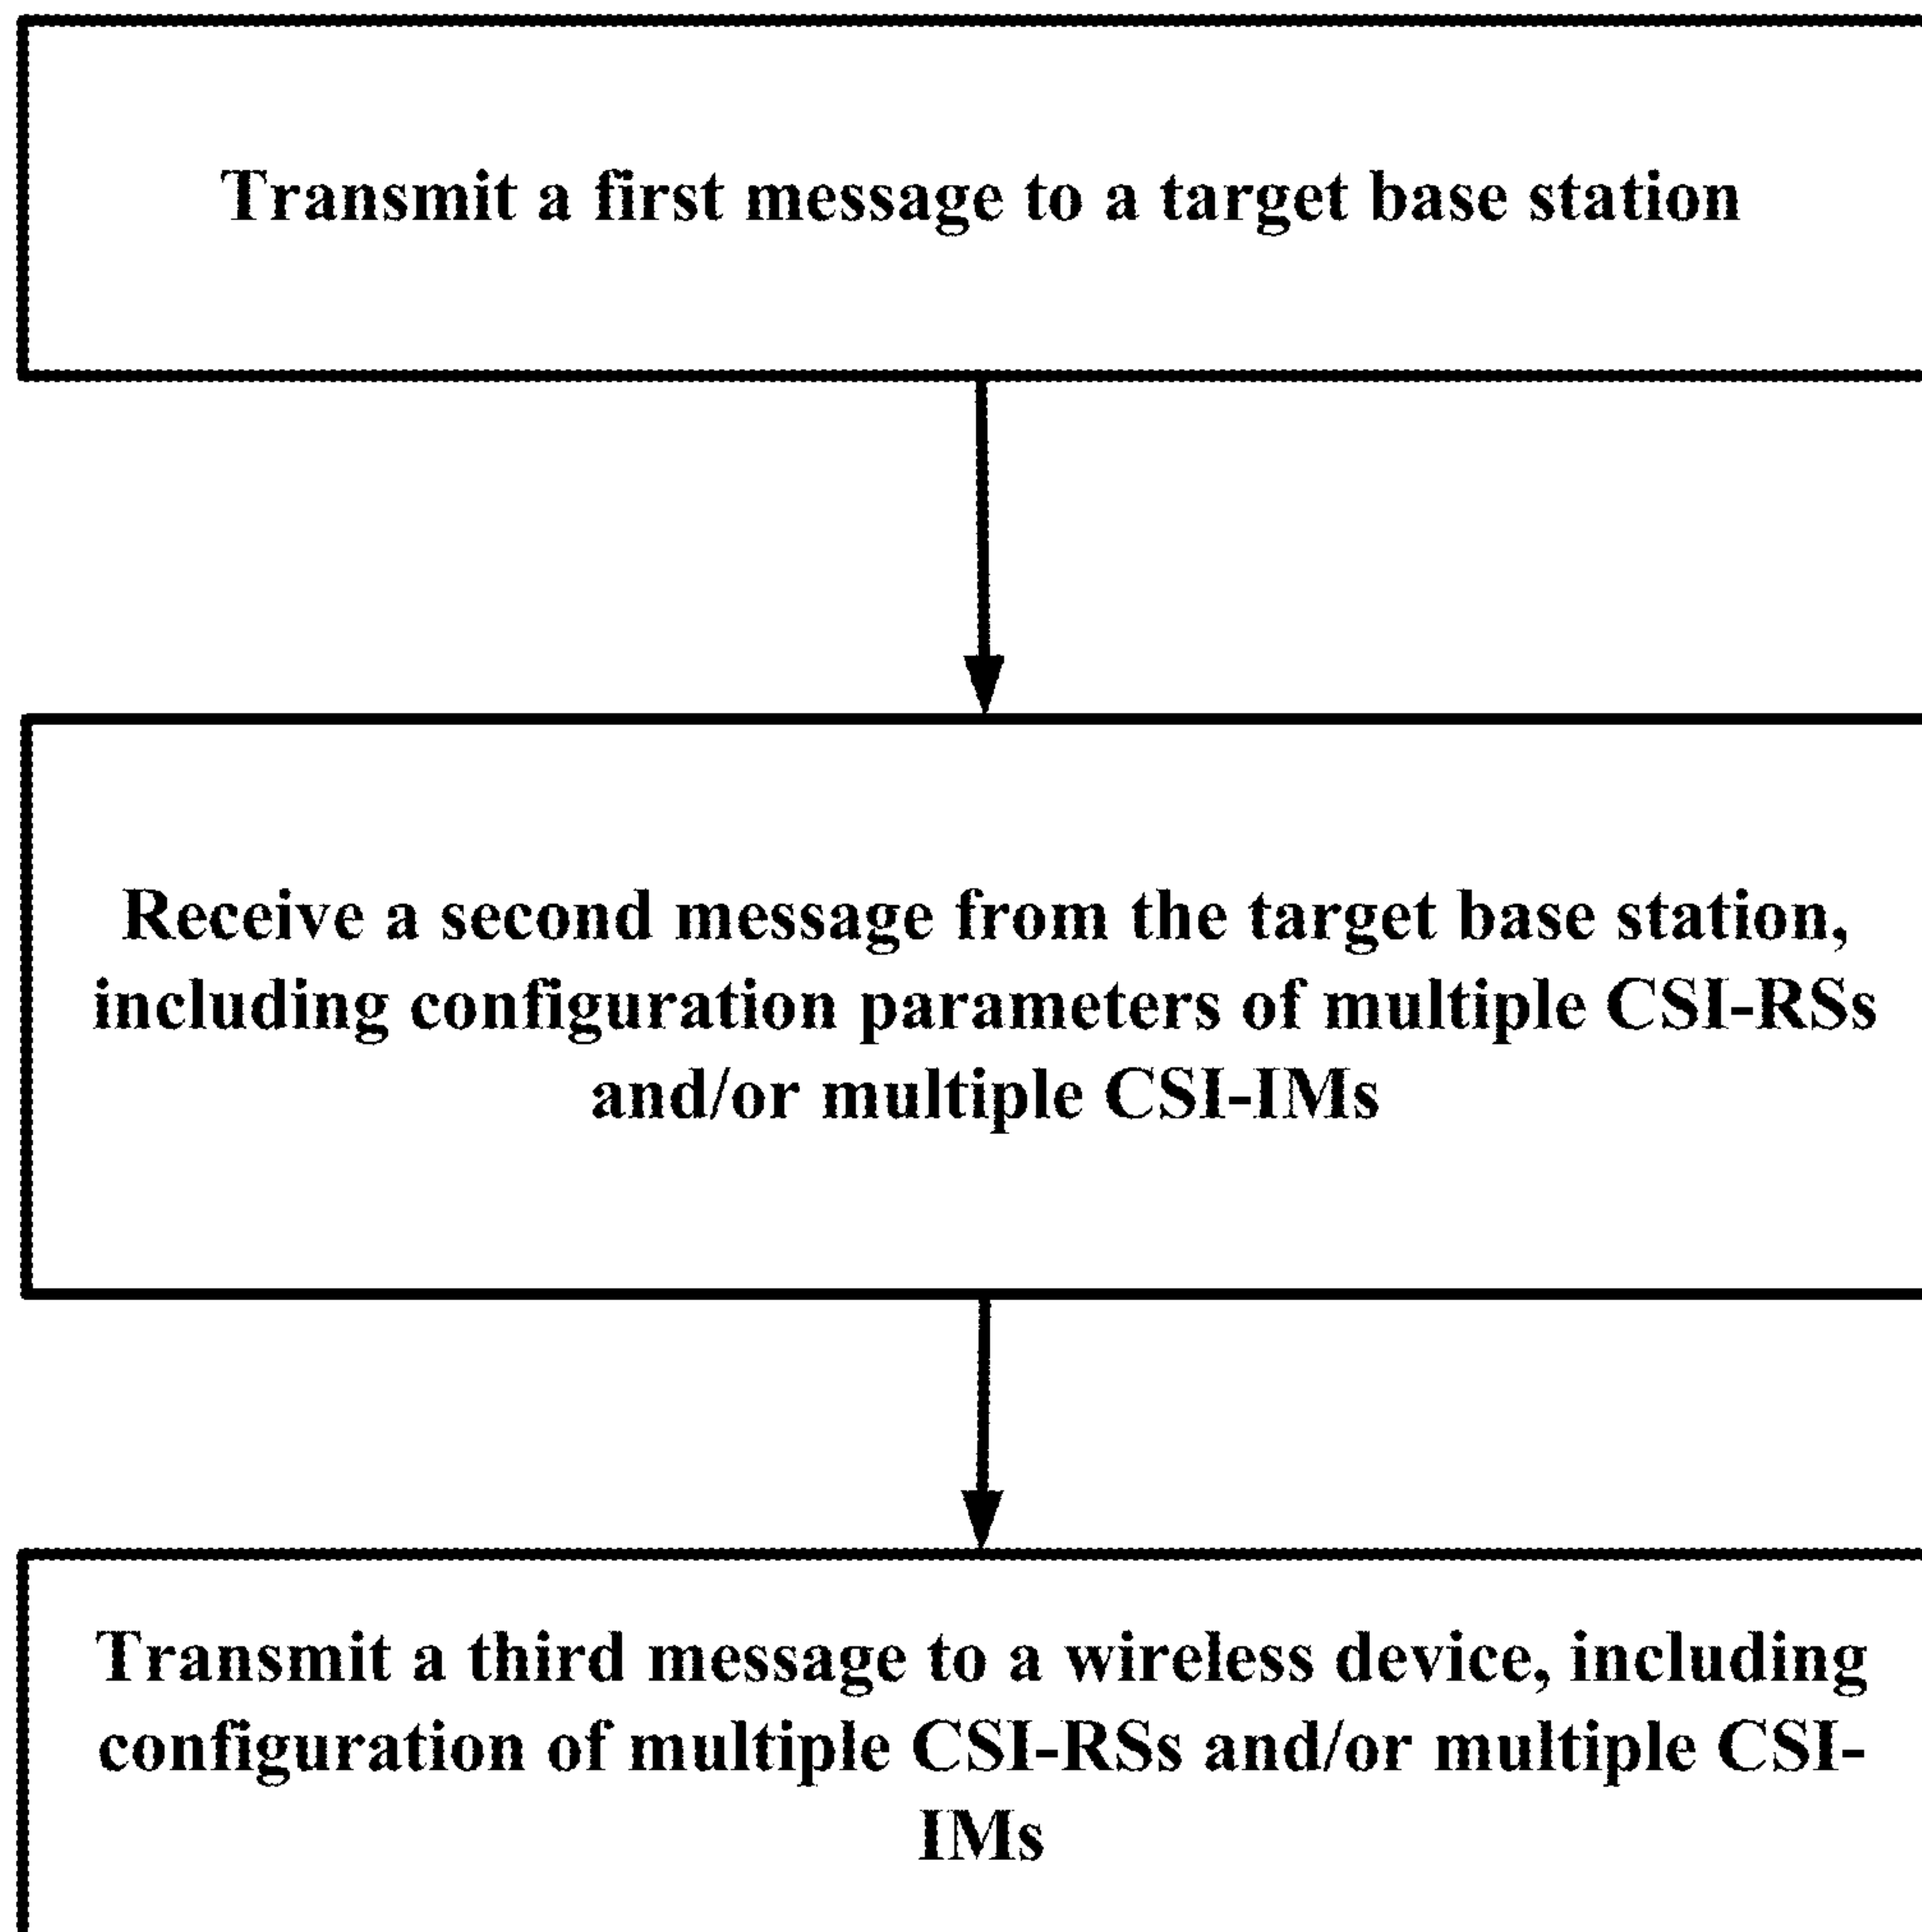 Transmit a first message to a target base station
Receive a second message from the target base station,
including configuration parameters of multiple CSI-RSs
and/or multiple CSI-IMs
Transmit a third message to a wireless device, including
configuration of multiple CSI-RSs and/or multiple CSI-
IMs